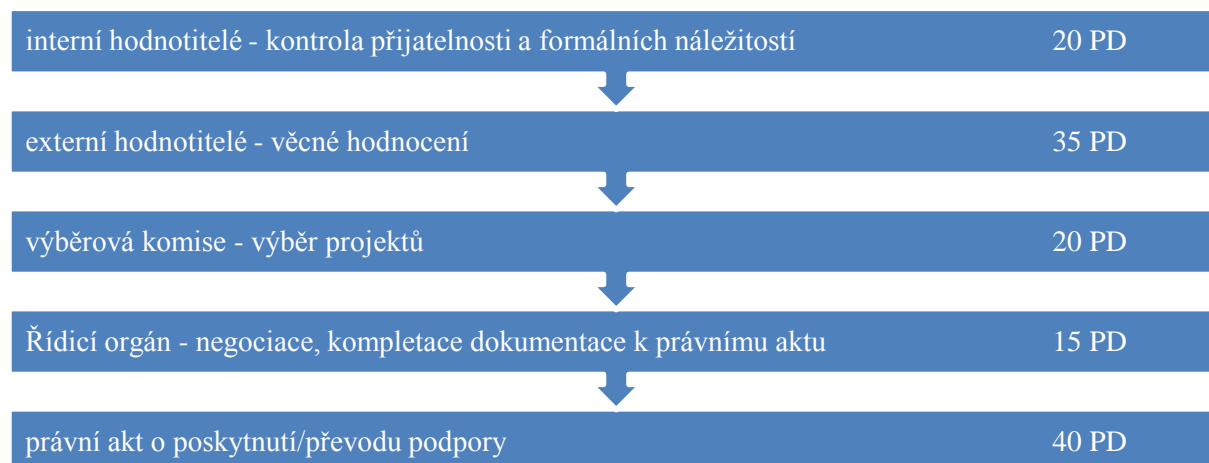 interní hodnotitelé - kontrola přijatelnosti a formálních náležitostí 20 PD
externí hodnotitelé - věcné hodnocení 35 PD
výběrová komise - výběr projektů 20 PD
Řídicí orgán - negociace, kompletace dokumentace k právnímu aktu 15 PD
právní akt o poskytnutí/převodu podpory 40 PD